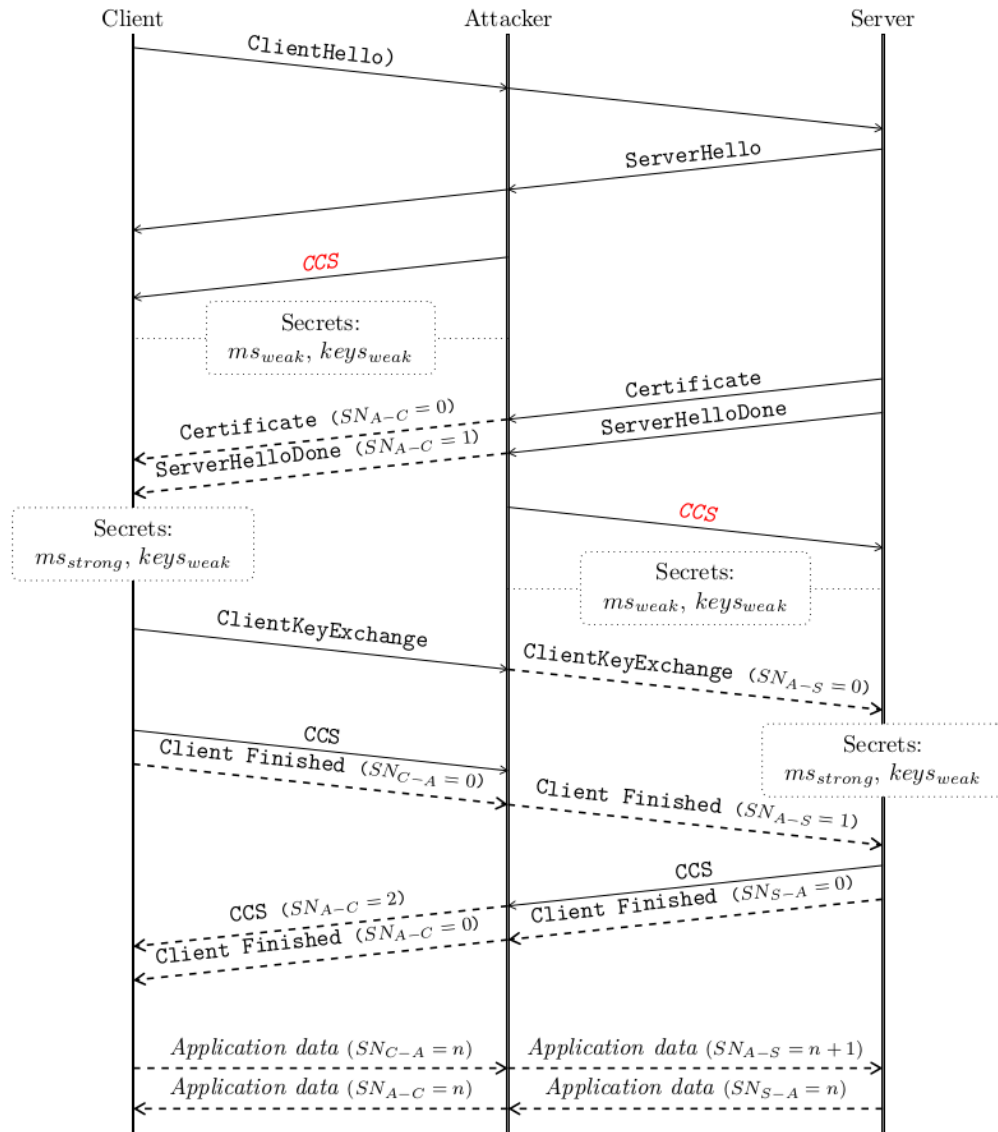 Client Attacker Server
ClientHello)
ServerHello
CCS
Secrets:
ms_weak, keys_weak
Certificate
Certificate (SN_A−C = 0)
ServerHelloDone
ServerHelloDone (SN_A−C = 1)
CCS
Secrets:
ms_strong, keys_weak
Secrets:
ms_weak, keys_weak
ClientKeyExchange
ClientKeyExchange (SN_A−S = 0)
CCS
Client Finished (SN_C−A = 0)
Secrets:
ms_strong, keys_weak
Client Finished (SN_A−S = 1)
CCS
Client Finished (SN_S−A = 0)
CCS (SN_A−C = 2)
Client Finished (SN_A−C = 0)
Application data (SN_C−A = n) Application data (SN_A−S = n + 1)
Application data (SN_A−C = n) Application data (SN_S−A = n)